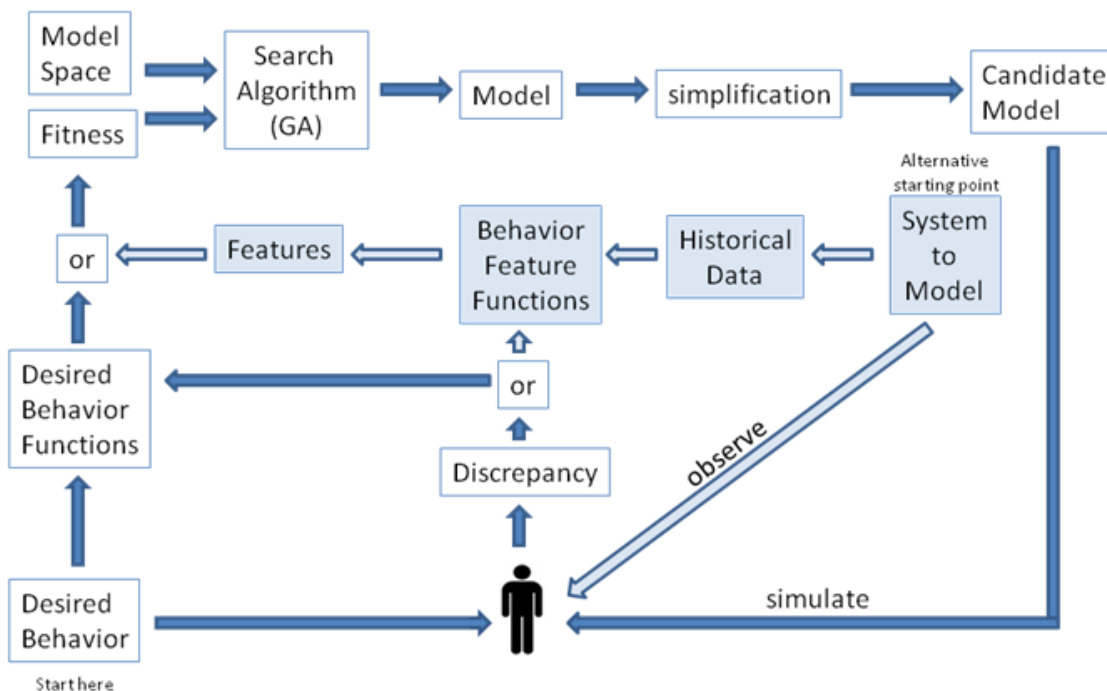 Model
Space
Fitness
Search
Algorithm
(GA)
Model
simplification
Candidate
Model
Alternative
starting point
System
to
Model
Historical
Data
Behavior
Feature
Functions
Features
or
Desired
Behavior
Functions
or
Discrepancy
observe
simulate
Desired
Behavior
Start here